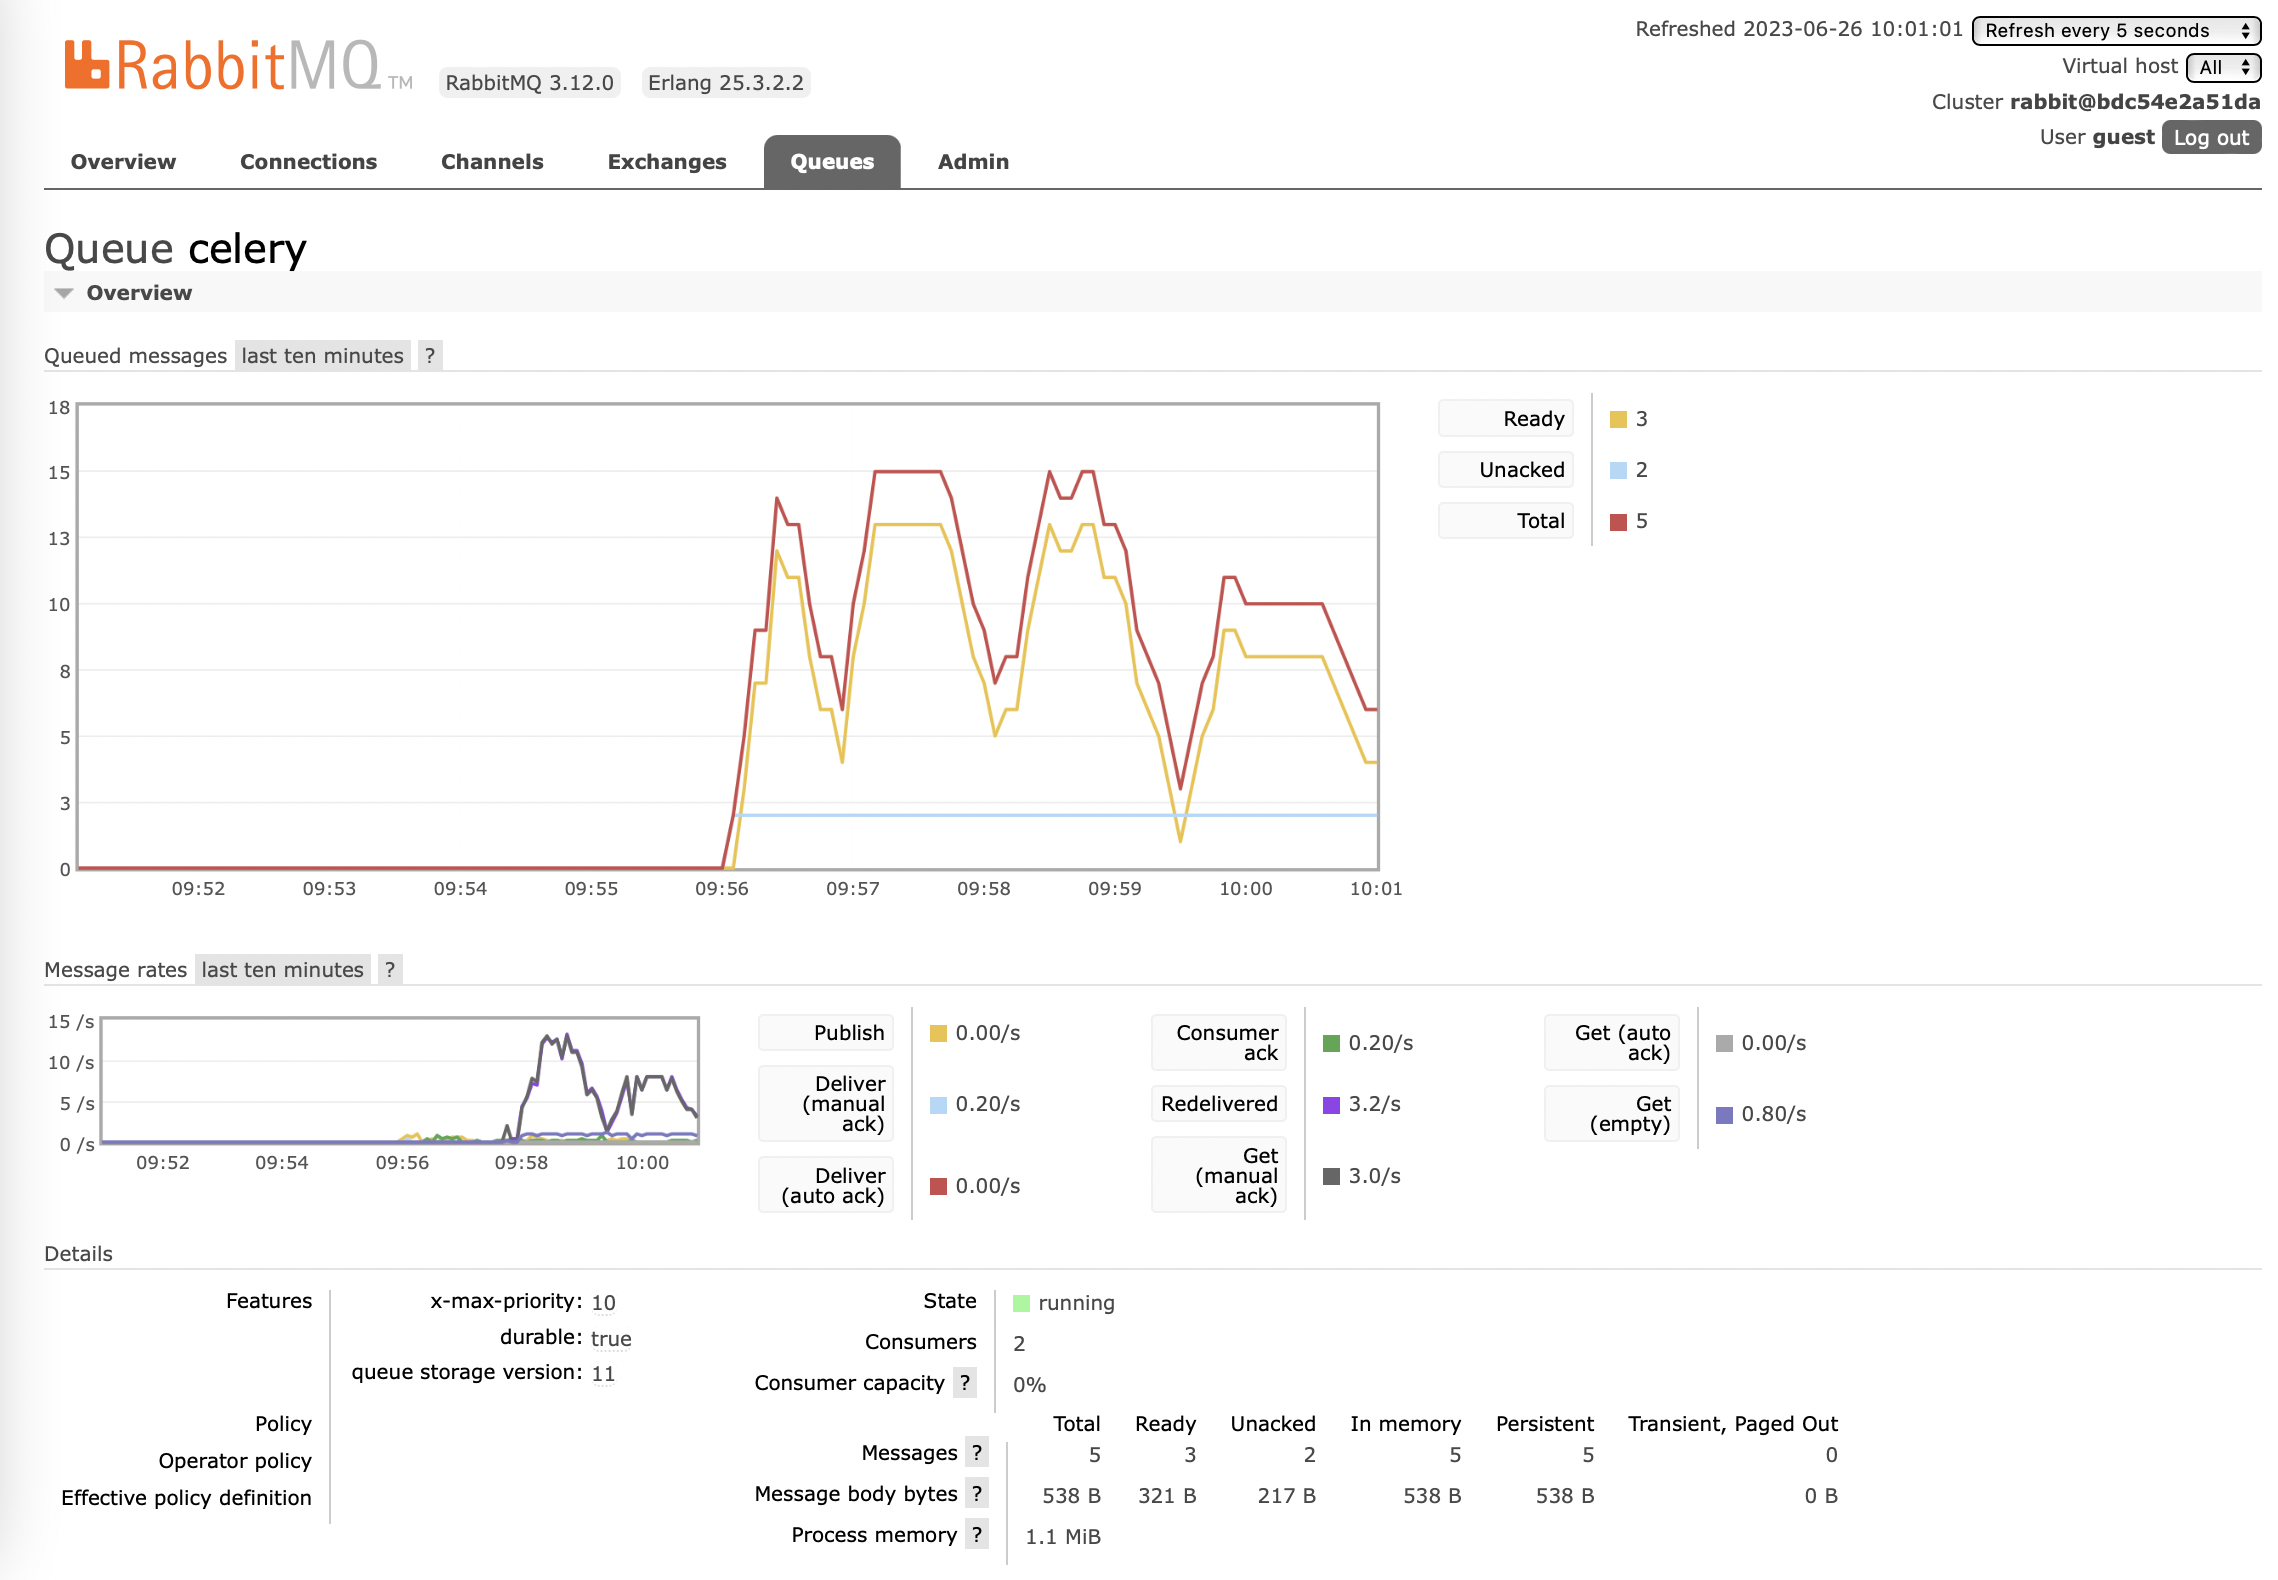 Refreshed 2023-06-26 10:01:01 Refresh every 5 seconds
Virtual host All
Cluster rabbit@bdc54e2a51da
User guest Log out
RabbitMQ TM RabbitMQ 3.12.0 Erlang 25.3.2.2
Overview Connections Channels Exchanges Queues Admin
Queue celery
Overview
Queued messages last ten minutes ?
18
15
13
10
8
5
3
0
09:52 09:53 09:54 09:55 09:56 09:57 09:58 09:59 10:00 10:01
Ready 3
Unacked 2
Total 5
Message rates last ten minutes ?
15 /s
10 /s
5 /s
0 /s
09:52 09:54 09:56 09:58 10:00
Publish 0.00/s
Deliver
(manual 0.20/s
ack)
Deliver
(auto ack) 0.00/s
Consumer
ack 0.20/s
Redelivered 3.2/s
Get
(manual 3.0/s
ack)
Get (auto
ack) 0.00/s
Get
(empty) 0.80/s
Details
Features x-max-priority: 10
durable: true
queue storage version: 11
Policy
Operator policy
Effective policy definition
State running
Consumers 2
Consumer capacity ? 0%
Total Ready Unacked In memory Persistent Transient, Paged Out
Messages ? 5 3 2 5 5 0
Message body bytes ? 538 B 321 B 217 B 538 B 538 B 0 B
Process memory ? 1.1 MiB